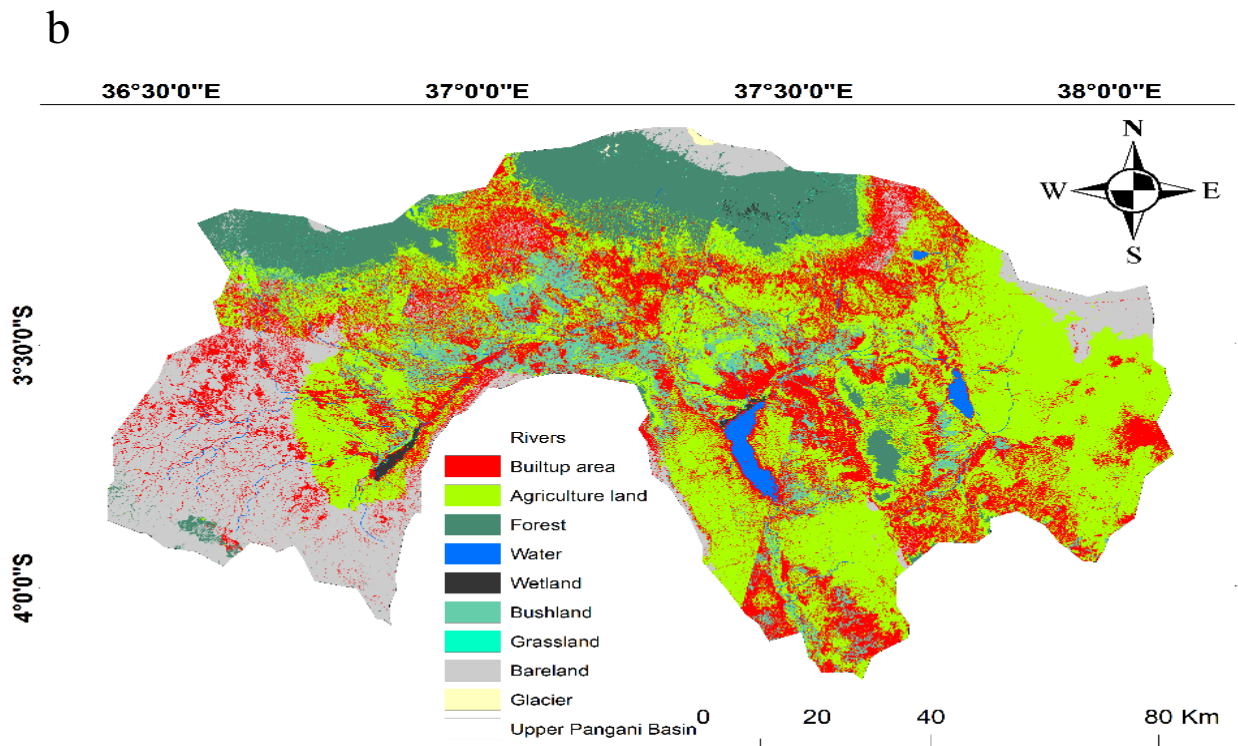 b
36°30'0"E 37°0'0"E 37°30'0"E 38°0'0"E
N
W E
S
3°30'0"S
4°0'0"S
Rivers
Builtup area
Agriculture land
Forest
Water
Wetland
Bushland
Grassland
Bareland
Glacier
Upper Pangani Basin
0 20 40 80 Km